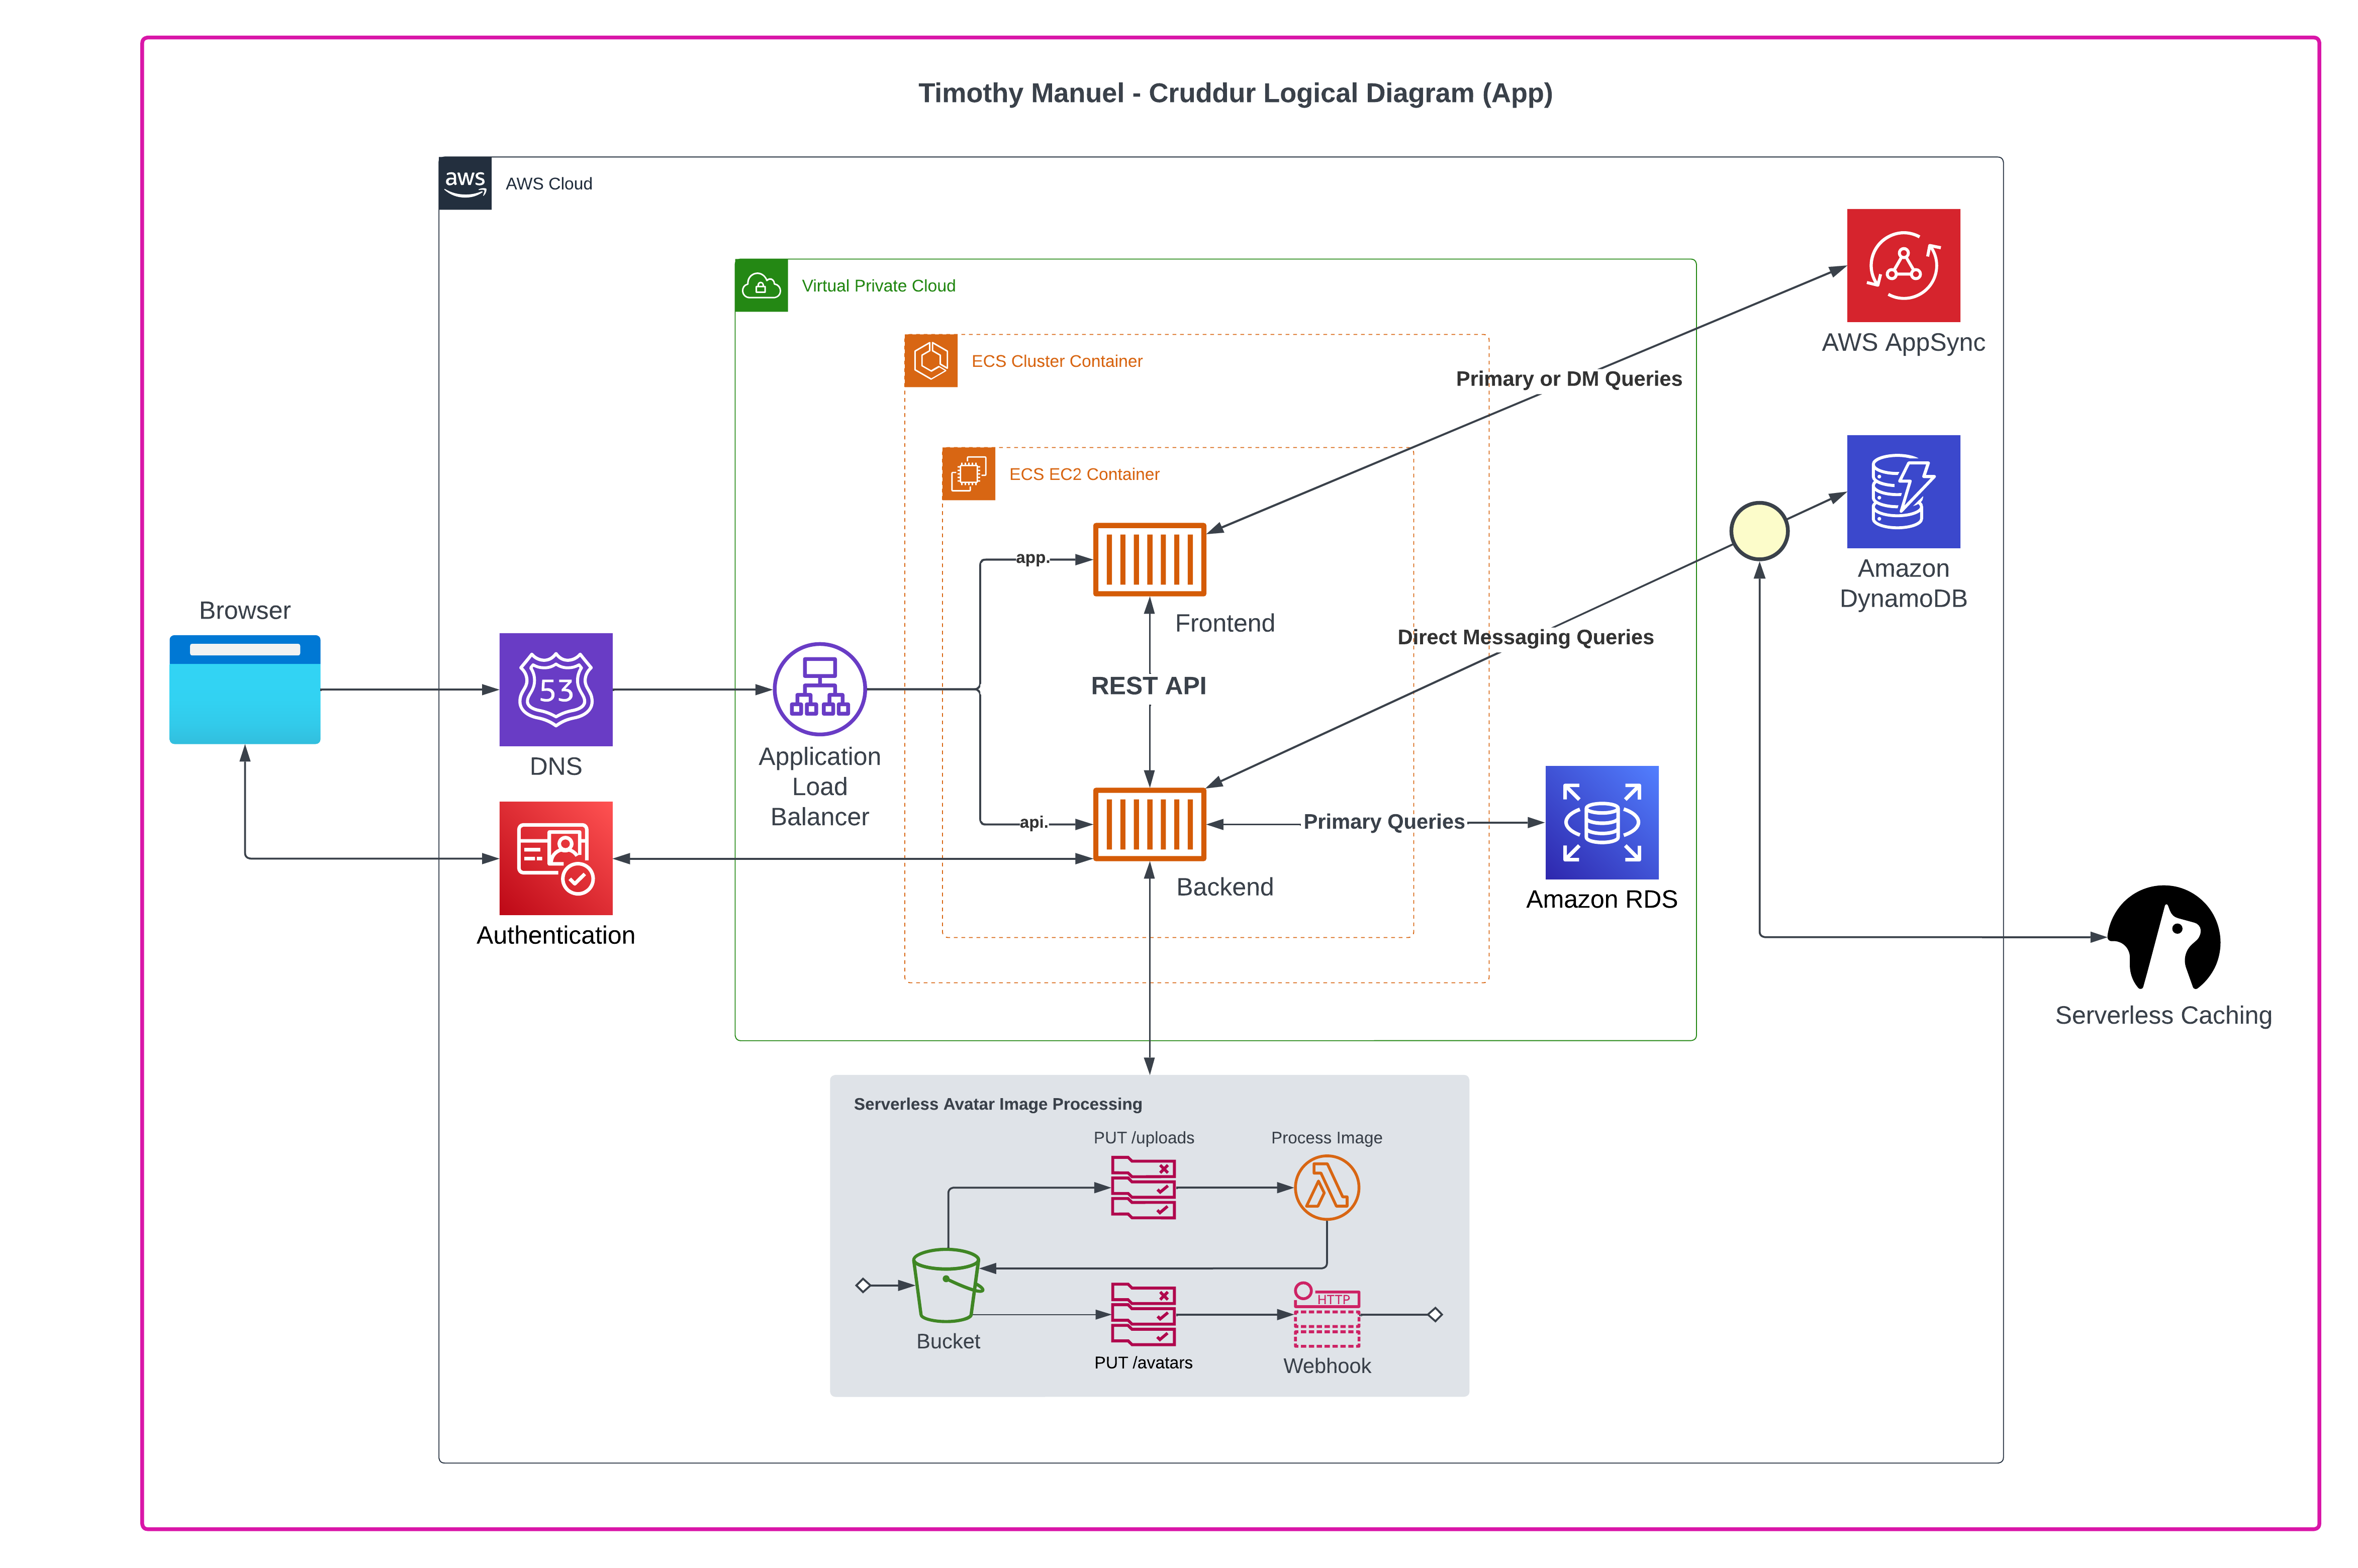 Timothy Manuel - Cruddur Logical Diagram (App)
aws
AWS Cloud
Virtual Private Cloud
ECS Cluster Container
AWS AppSync
Primary or DM Queries
ECS EC2 Container
app.
Amazon
DynamoDB
Browser
Frontend
Direct Messaging Queries
53
REST API
DNS
Application
Load
Balancer
api.
Primary Queries
Backend
Amazon RDS
Authentication
Serverless Caching
Serverless Avatar Image Processing
PUT /uploads
Process Image
HTTP
Bucket
PUT /avatars
Webhook